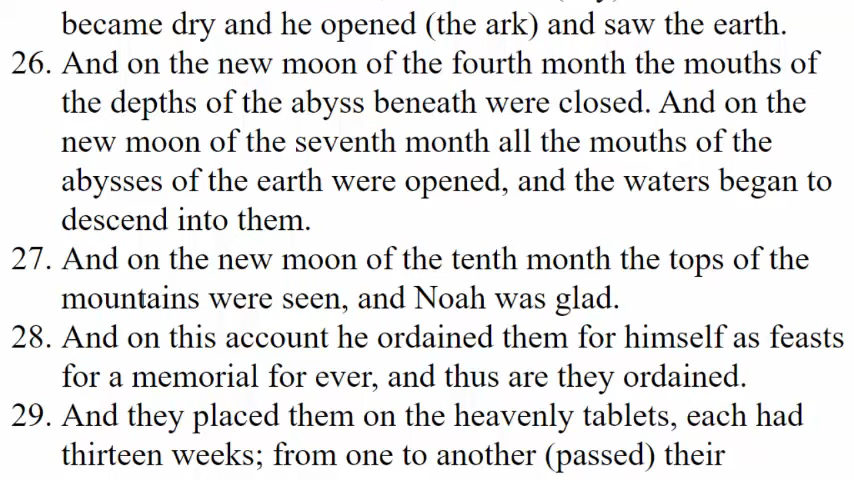 became dry and he opened (the ark) and saw the earth.
26. And on the new moon of the fourth month the mouths of
the depths of the abyss beneath were closed. And on the
new moon of the seventh month all the mouths of the
abysses of the earth were opened, and the waters began to
descend into them.
27. And on the new moon of the tenth month the tops of the
mountains were seen, and Noah was glad.
28. And on this account he ordained them for himself as feasts
for a memorial for ever, and thus are they ordained.
29. And they placed them on the heavenly tablets, each had
thirteen weeks; from one to another (passed) their